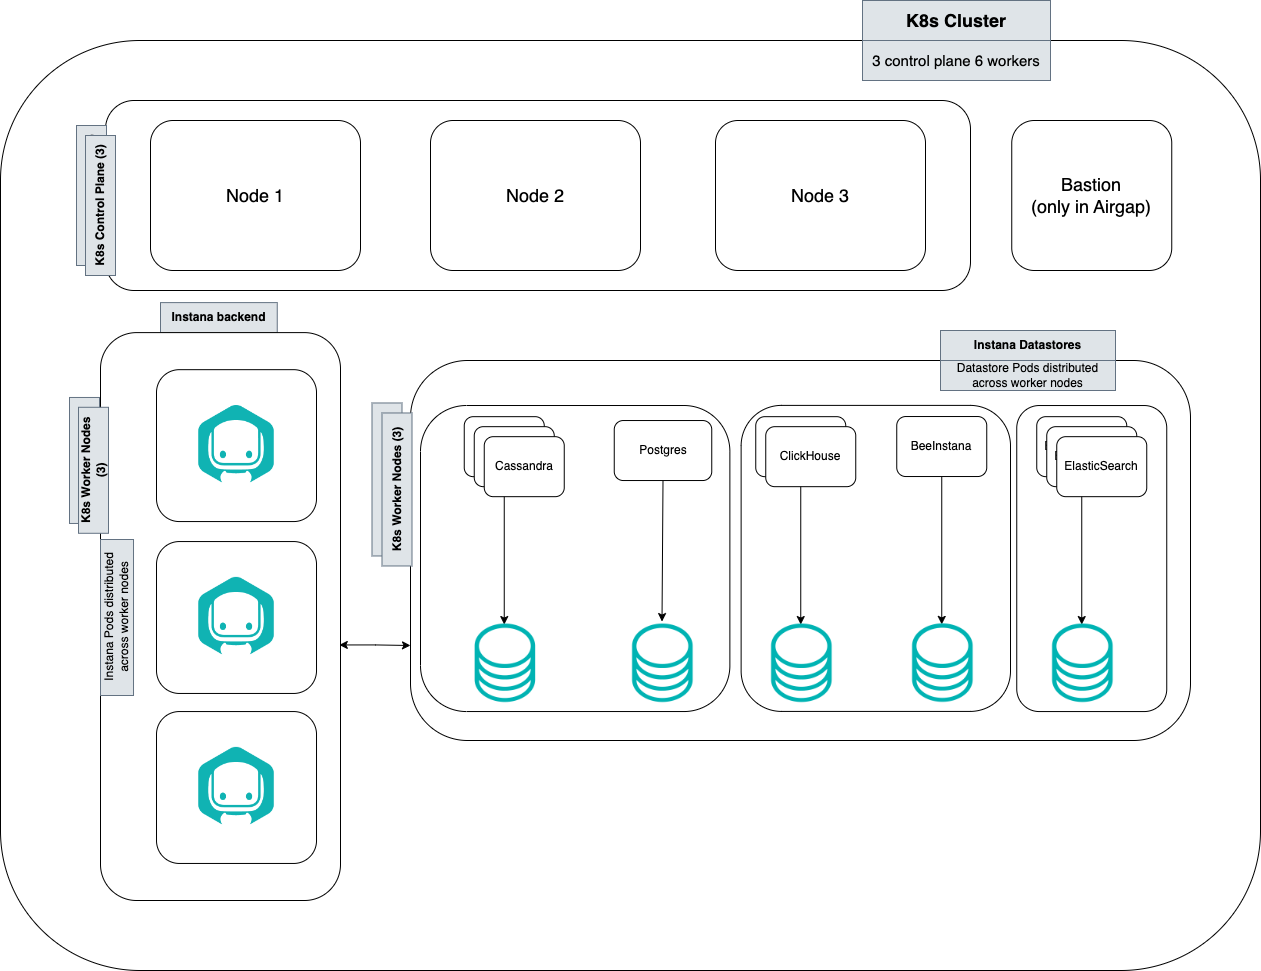 K8s Cluster
3 control plane 6 workers
K8s Control Plane (3)
Node 1
Node 2
Node 3
Bastion
(only in Airgap)
Instana backend
K8s Worker Nodes
(3)
Instana Pods distributed
across worker nodes
Instana Datastores
Datastore Pods distributed
across worker nodes
K8s Worker Nodes (3)
Cassandra
Postgres
ClickHouse
BeeInstana
ElasticSearch